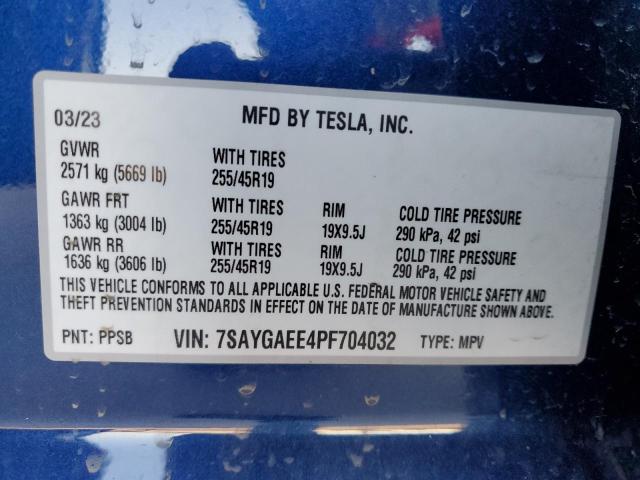 03/23 MFD BY TESLA, INC.
GVWR WITH TIRES
2571 kg (5669 lb) 255/45R19
GAWR FRT WITH TIRES RIM COLD TIRE PRESSURE
1363 kg (3004 lb) 255/45R19 19X9.5J 290 kPa, 42 psi
GAWR RR WITH TIRES RIM COLD TIRE PRESSURE
1636 kg (3606 lb) 255/45R19 19X9.5J 290 kPa, 42 psi
THIS VEHICLE CONFORMS TO ALL APPLICABLE U.S. FEDERAL MOTOR VEHICLE SAFETY AND
THEFT PREVENTION STANDARDS IN EFFECT ON THE DATE OF MANUFACTURE SHOWN ABOVE.
PNT: PPSB VIN: 7SAYGAEE4PF704032 TYPE: MPV